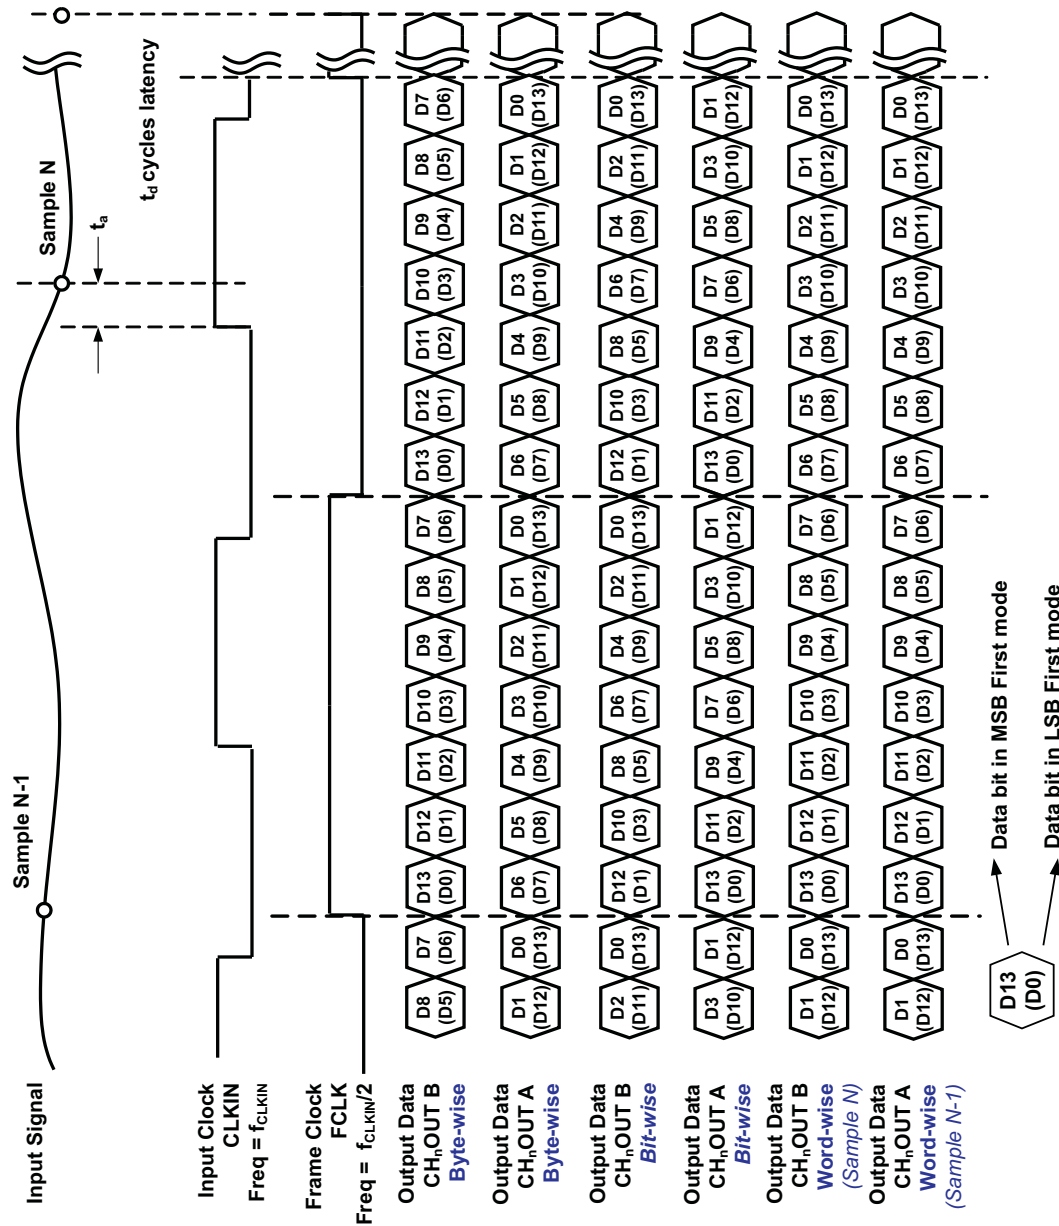 Sample N-1
Sample N
Input Signal
tₐ
t_d cycles latency
Input Clock
CLKIN
Freq = f_CLKIN
Frame Clock
FCLK
Freq = f_CLKIN/2
Output Data
CHₙOUT B
Byte-wise
D8 D7 D13 D12 D11 D10 D9 D8 D7 D13 D12 D11 D10 D9 D8 D7
(D5) (D6) (D0) (D1) (D2) (D3) (D4) (D5) (D6) (D0) (D1) (D2) (D3) (D4) (D5) (D6)
Output Data
CHₙOUT A
Byte-wise
D1 D0 D6 D5 D4 D3 D2 D1 D0 D6 D5 D4 D3 D2 D1 D0
(D12) (D13) (D7) (D8) (D9) (D10) (D11) (D12) (D13) (D7) (D8) (D9) (D10) (D11) (D12) (D13)
Output Data
CHₙOUT B
Bit-wise
D2 D0 D12 D10 D8 D6 D4 D2 D0 D12 D10 D8 D6 D4 D2 D0
(D11) (D13) (D1) (D3) (D5) (D7) (D9) (D11) (D13) (D1) (D3) (D5) (D7) (D9) (D11) (D13)
Output Data
CHₙOUT A
Bit-wise
D3 D1 D13 D11 D9 D7 D5 D3 D1 D13 D11 D9 D7 D5 D3 D1
(D10) (D12) (D0) (D2) (D4) (D6) (D8) (D10) (D12) (D0) (D2) (D4) (D6) (D8) (D10) (D12)
Output Data
CHₙOUT B
Word-wise
(Sample N)
D1 D0 D13 D12 D11 D10 D9 D8 D7 D6 D5 D4 D3 D2 D1 D0
(D12) (D13) (D0) (D1) (D2) (D3) (D4) (D5) (D6) (D7) (D8) (D9) (D10) (D11) (D12) (D13)
Output Data
CHₙOUT A
Word-wise
(Sample N-1)
D1 D0 D13 D12 D11 D10 D9 D8 D7 D6 D5 D4 D3 D2 D1 D0
(D12) (D13) (D0) (D1) (D2) (D3) (D4) (D5) (D6) (D7) (D8) (D9) (D10) (D11) (D12) (D13)
D13
(D0)
Data bit in MSB First mode
Data bit in LSB First mode